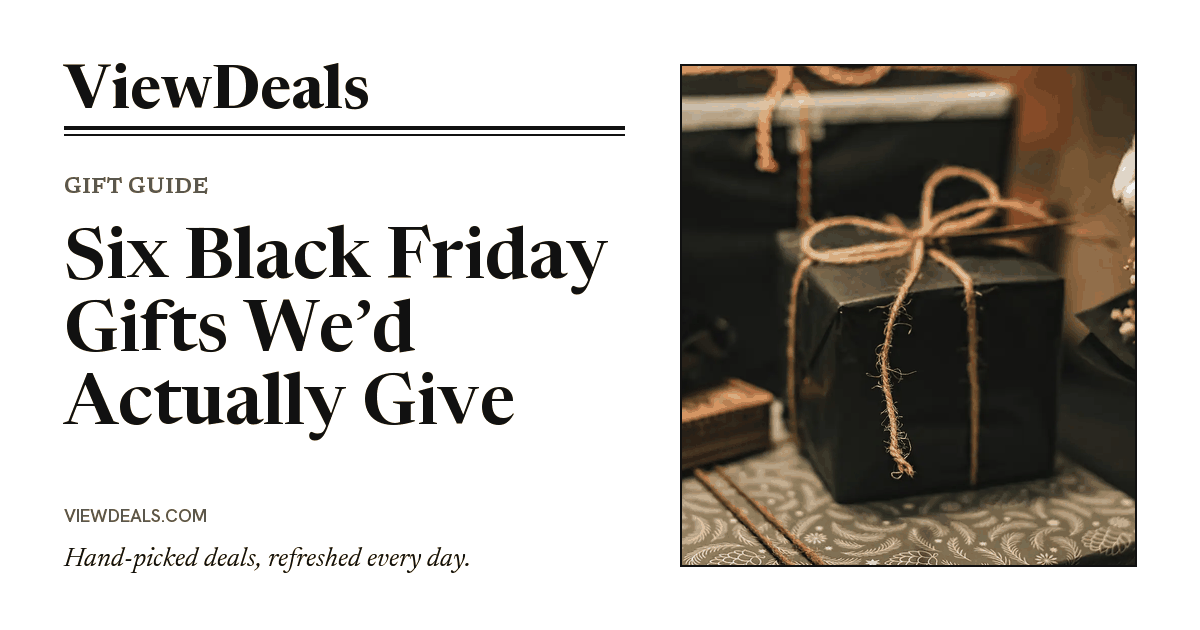 ViewDeals
GIFT GUIDE
Six Black Friday
Gifts We’d
Actually Give
VIEWDEALS.COM
Hand-picked deals, refreshed every day.